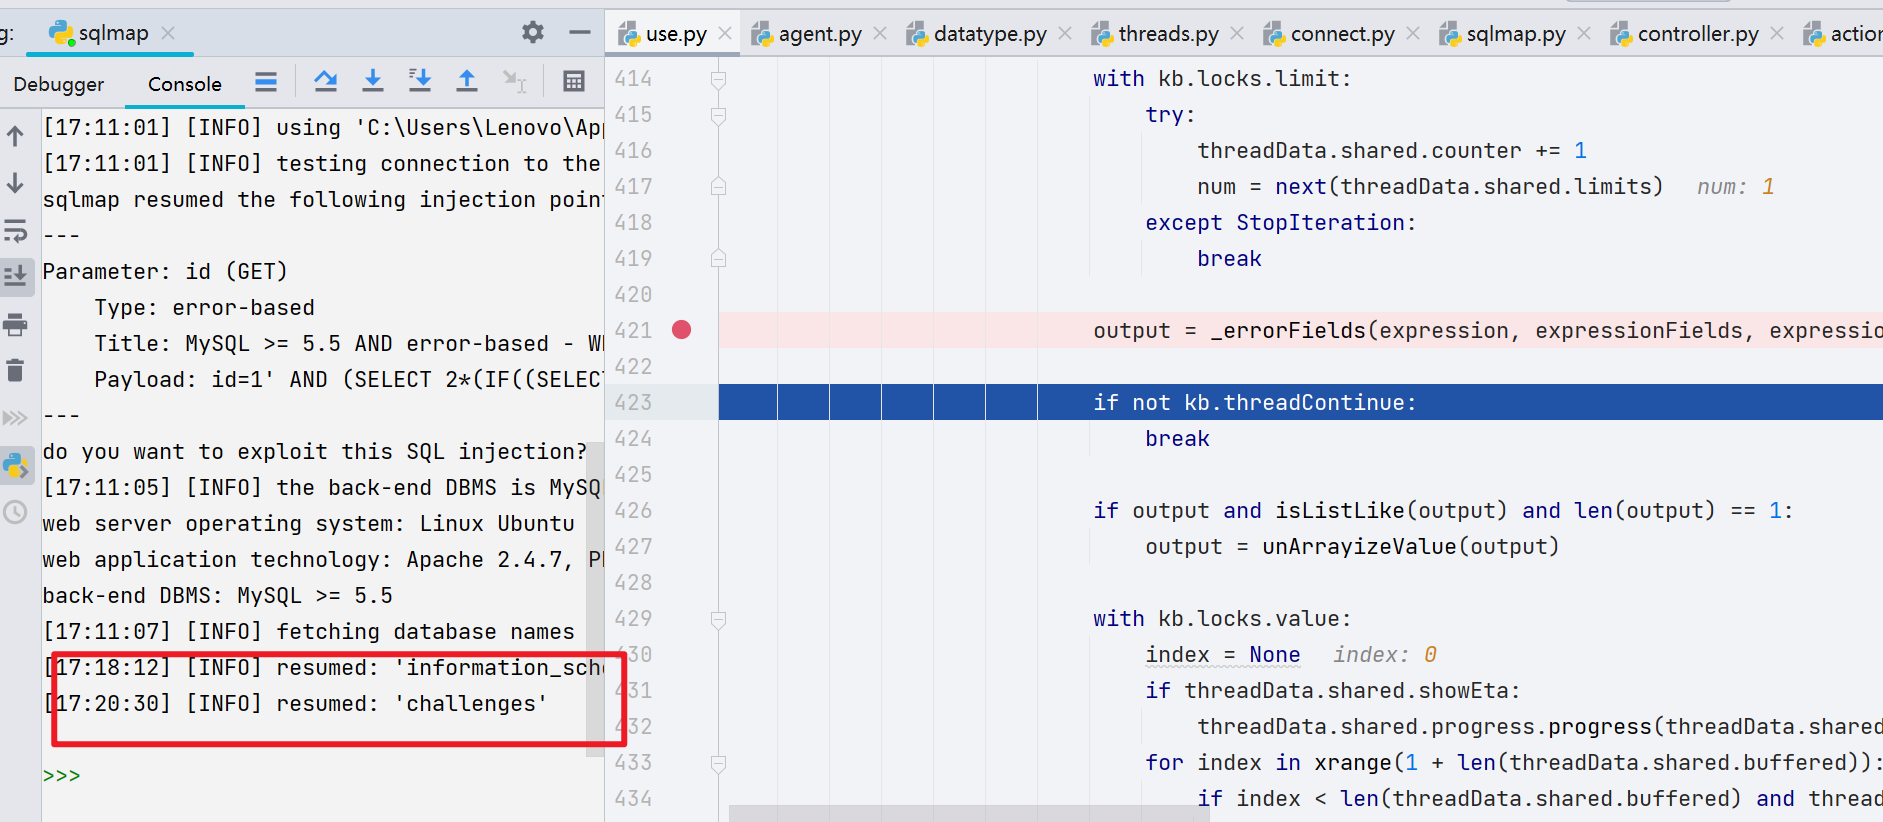 g:
sqlmap
Debugger
Console
[17:11:01] [INFO] using 'C:\Users\Lenovo\App
[17:11:01] [INFO] testing connection to the
sqlmap resumed the following injection poin
---
Parameter: id (GET)
Type: error-based
Title: MySQL >= 5.5 AND error-based - W
Payload: id=1' AND (SELECT 2*(IF((SELECT
---
do you want to exploit this SQL injection?
[17:11:05] [INFO] the back-end DBMS is MySQL
web server operating system: Linux Ubuntu
web application technology: Apache 2.4.7, P
back-end DBMS: MySQL >= 5.5
[17:11:07] [INFO] fetching database names
[17:18:12] [INFO] resumed: 'information_sch
[17:20:30] [INFO] resumed: 'challenges'
>>>
use.py
agent.py
datatype.py
threads.py
connect.py
sqlmap.py
controller.py
action
414 with kb.locks.limit:
415 try:
416 threadData.shared.counter += 1
417 num = next(threadData.shared.limits) num: 1
418 except StopIteration:
419 break
420
421 output = _errorFields(expression, expressionFields, expressio
422
423 if not kb.threadContinue:
424 break
425
426 if output and isListLike(output) and len(output) == 1:
427 output = unArrayizeValue(output)
428
429 with kb.locks.value:
430 index = None index: 0
431 if threadData.shared.showEta:
432 threadData.shared.progress.progress(threadData.shared
433 for index in xrange(1 + len(threadData.shared.buffered)):
434 if index < len(threadData.shared.buffered) and thread